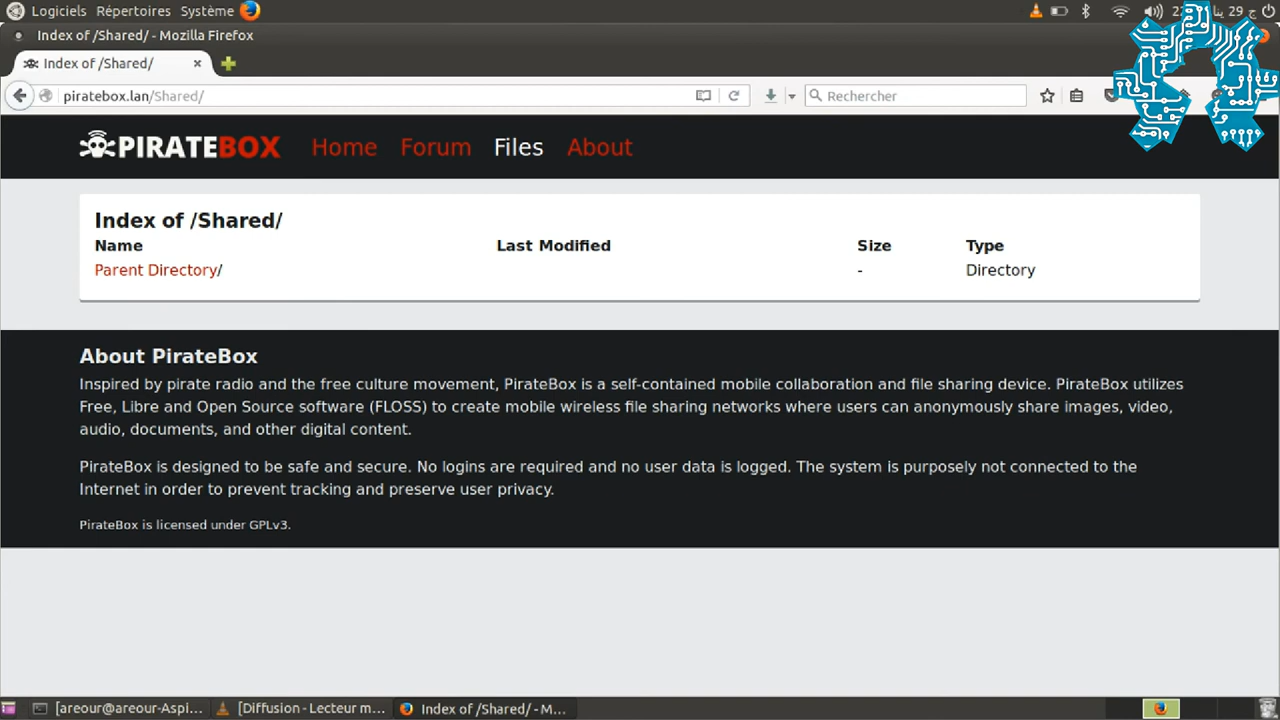 Logiciels Répertoires Système
ج 29
Index of /Shared/ - Mozilla Firefox
Index of /Shared/
piratebox.lan/Shared/
Rechercher
PIRATEBOX Home Forum Files About
Index of /Shared/
Name Last Modified Size Type
Parent Directory/ - Directory
About PirateBox
Inspired by pirate radio and the free culture movement, PirateBox is a self-contained mobile collaboration and file sharing device. PirateBox utilizes
Free, Libre and Open Source software (FLOSS) to create mobile wireless file sharing networks where users can anonymously share images, video,
audio, documents, and other digital content.
PirateBox is designed to be safe and secure. No logins are required and no user data is logged. The system is purposely not connected to the
Internet in order to prevent tracking and preserve user privacy.
PirateBox is licensed under GPLv3.
[areour@areour-Aspi... [Diffusion - Lecteur m... Index of /Shared/ - M...